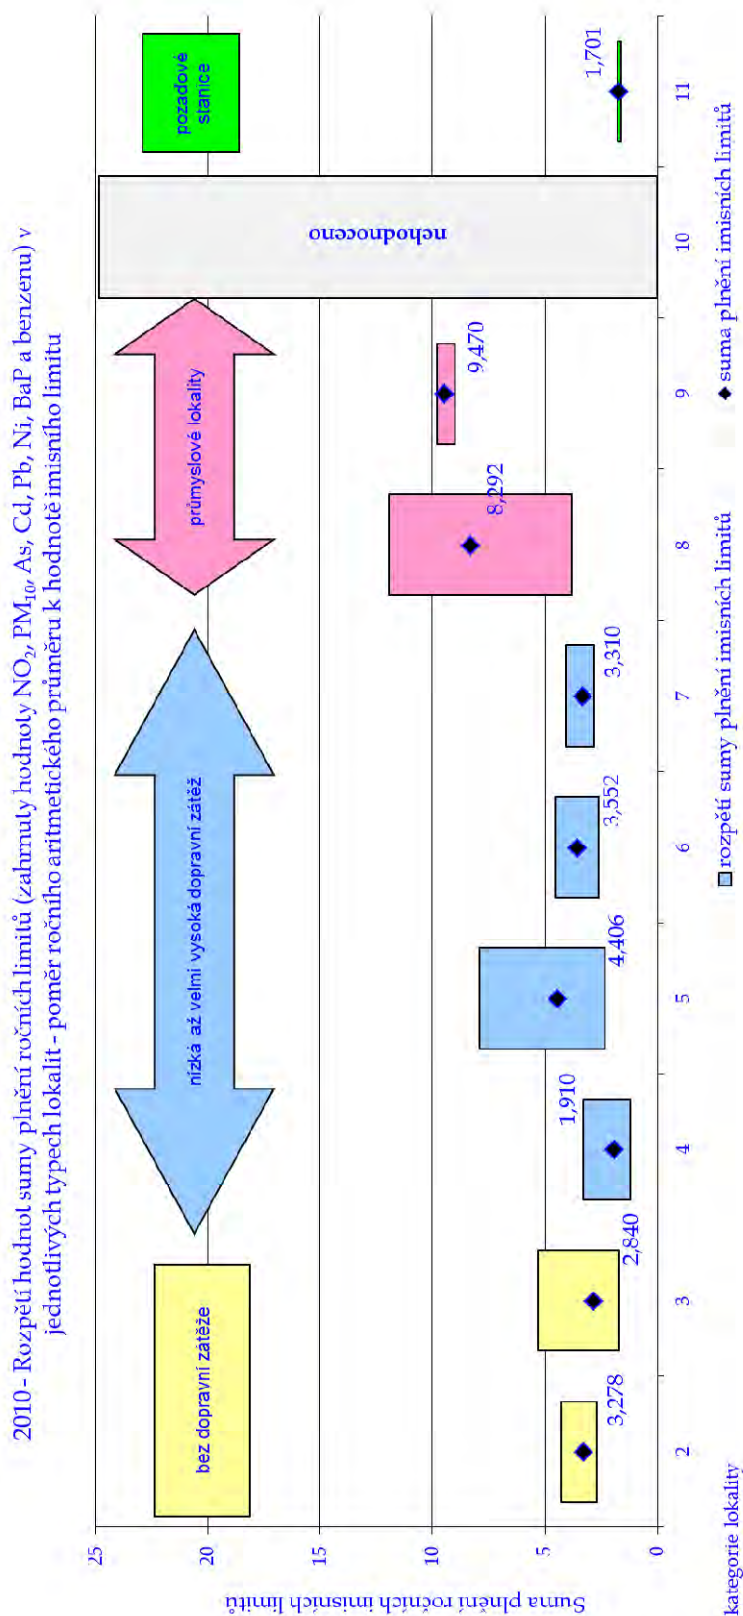 2010 - Rozpětí hodnot sumy plnění ročních limitů (zahrnuty hodnoty NO₂, PM₁₀, As, Cd, Pb, Ni, BaP a benzenu) v
jednotlivých typech lokalit - poměr ročního aritmetického průměru k hodnotě imisního limitu
Suma plnění ročních imisních limitů
25
20
15
10
5
0
bez dopravní zátěže
nízká až velmi vysoká dopravní zátěž
průmyslové lokality
nehodnoceno
pozadové
stanice
3,278
2,840
1,910
4,406
3,552
3,310
8,292
9,470
1,701
2
3
4
5
6
7
8
9
10
11
kategorie lokality
rozpětí sumy plnění imisních limitů
suma plnění imisních limitů